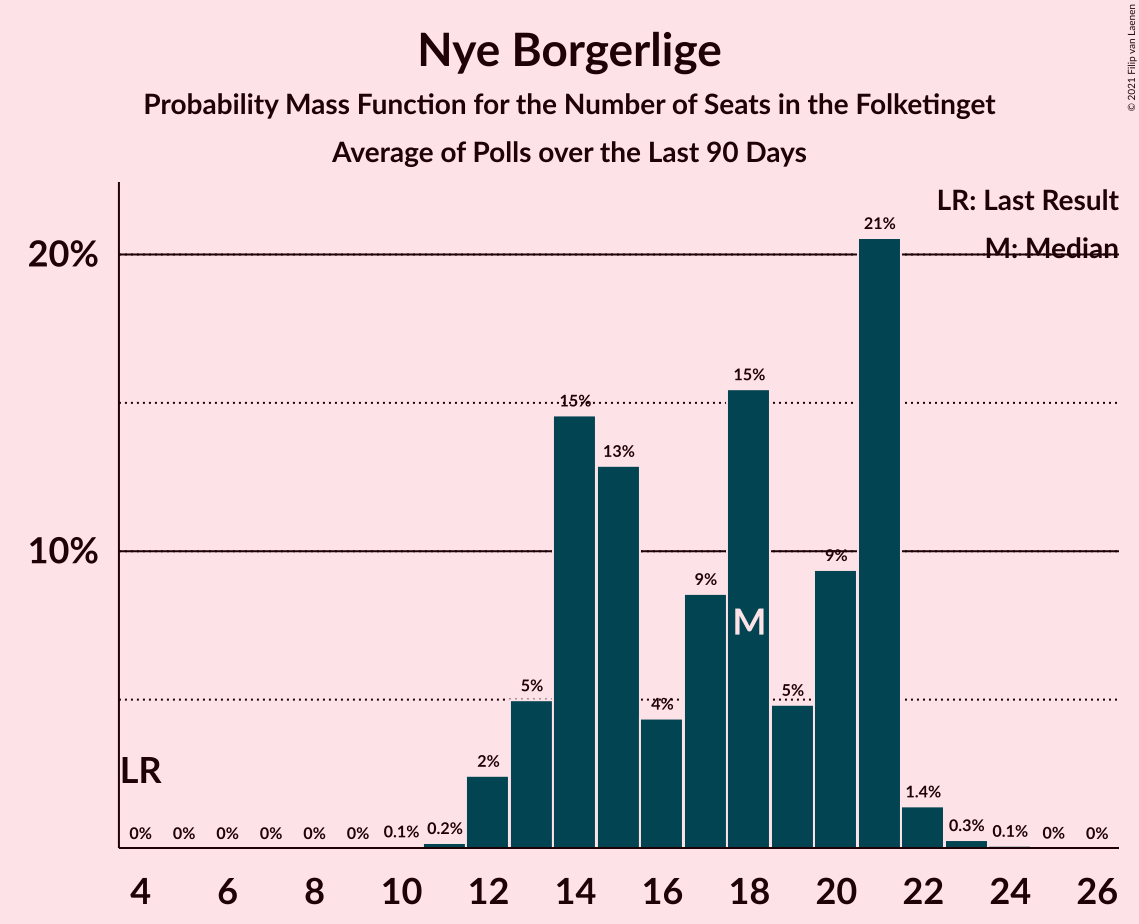 © 2021 Filip van Laenen
Nye Borgerlige
Probability Mass Function for the Number of Seats in the Folketinget
Average of Polls over the Last 90 Days
LR: Last Result
M: Median
20%
10%
21%
15%
15%
13%
9%
9%
5%
4%
5%
2%
1.4%
0%
0%
0%
0%
0%
0%
0.1%
0.2%
0.3%
0.1%
0%
0%
LR
M
4 6 8 10 12 14 16 18 20 22 24 26